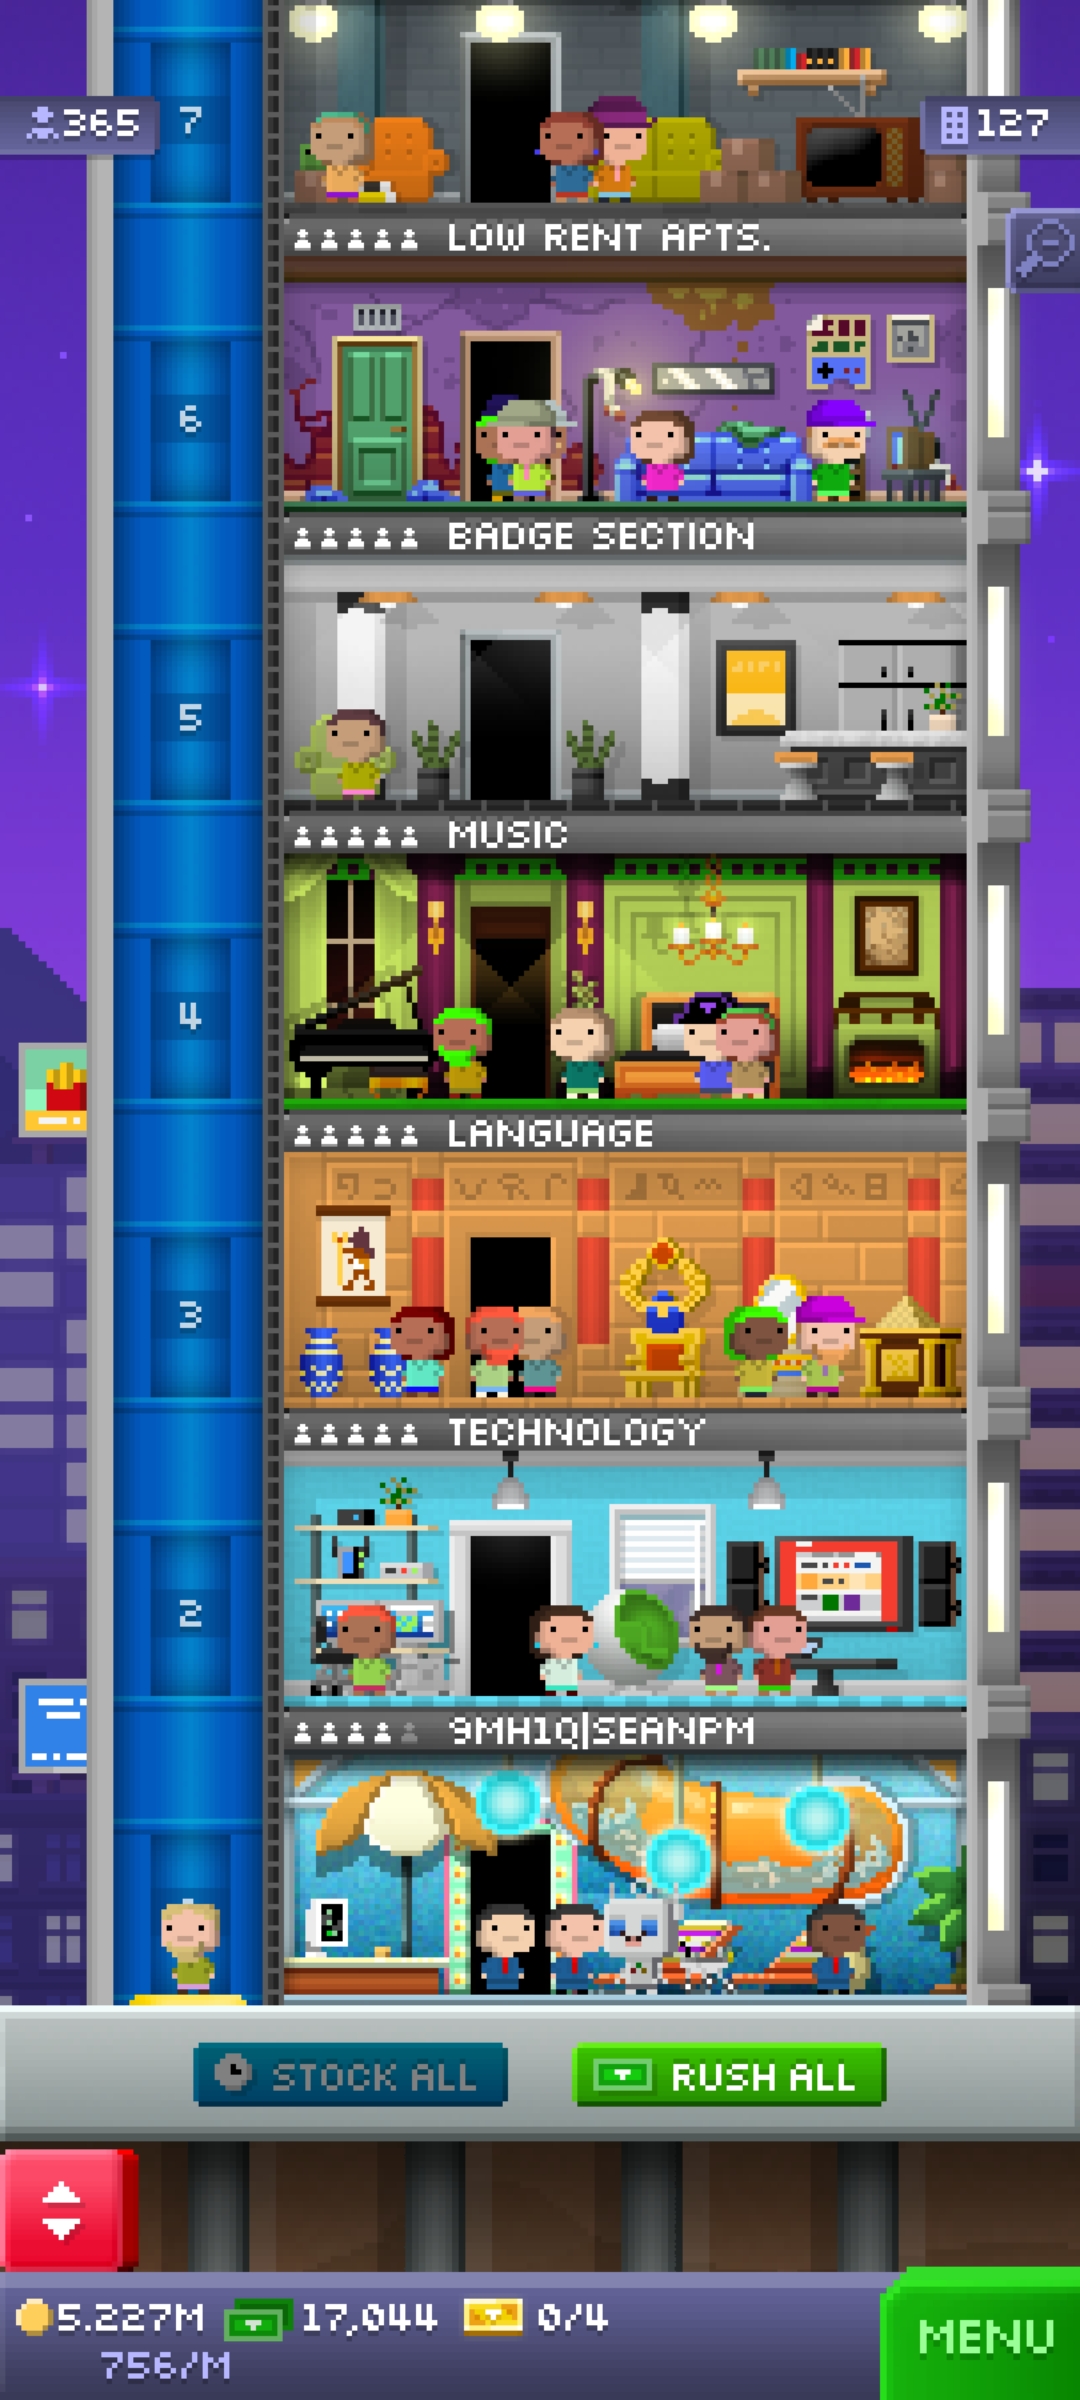 365
7
127
LOW RENT APTS.
6
BADGE SECTION
5
MUSIC
4
LANGUAGE
3
TECHNOLOGY
2
9MH1Q|SEANPM
STOCK ALL
RUSH ALL
5.227M
17,044
0/4
756/M
MENU